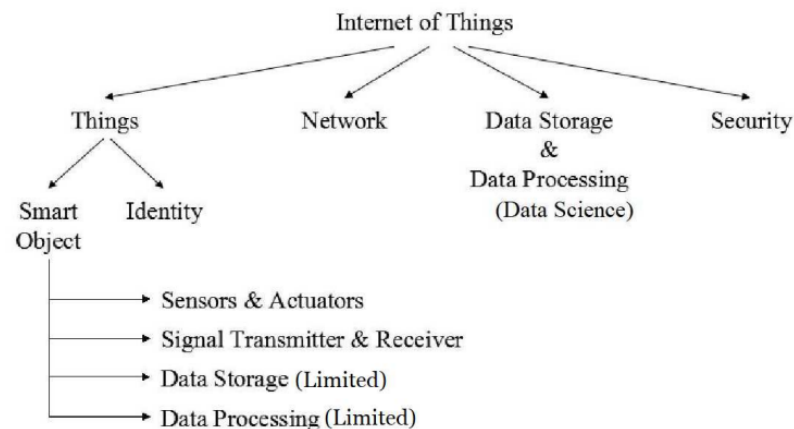 Internet of Things
Things
Network
Data Storage
&
Data Processing
(Data Science)
Security
Smart
Object
Identity
Sensors & Actuators
Signal Transmitter & Receiver
Data Storage (Limited)
Data Processing (Limited)